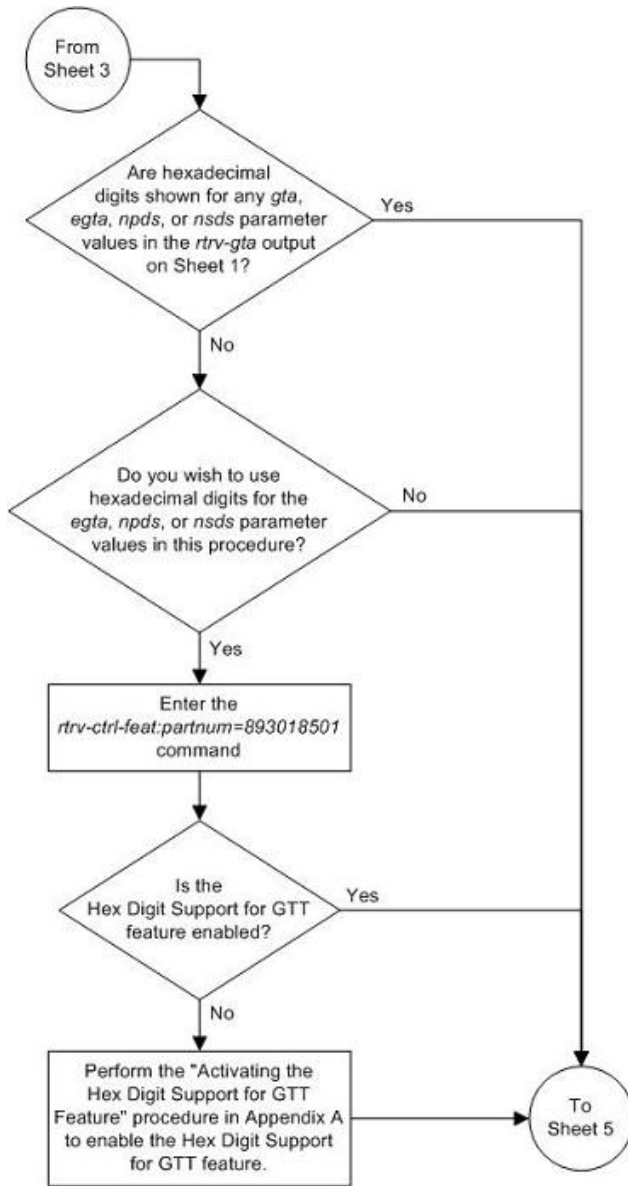 From
Sheet 3
Are hexadecimal
digits shown for any gta,
egta, npds, or nsds parameter
values in the rtrv-gta output
on Sheet 1?
Yes
No
Do you wish to use
hexadecimal digits for the
egta, npds, or nsds parameter
values in this procedure?
No
Yes
Enter the
rtrv-ctrl-feat:partnum=893018501
command
Is the
Hex Digit Support for GTT
feature enabled?
Yes
No
Perform the "Activating the
Hex Digit Support for GTT
Feature" procedure in Appendix A
to enable the Hex Digit Support
for GTT feature.
To
Sheet 5